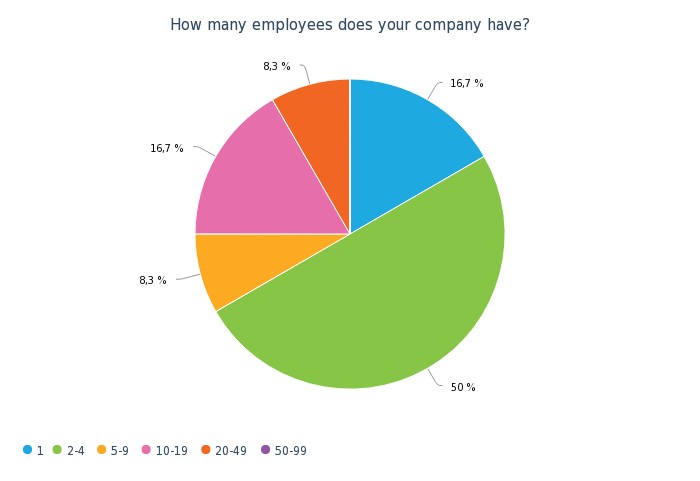 How many employees does your company have?
8,3 %
16,7 %
16,7 %
8,3 %
50 %
1 2-4 5-9 10-19 20-49 50-99